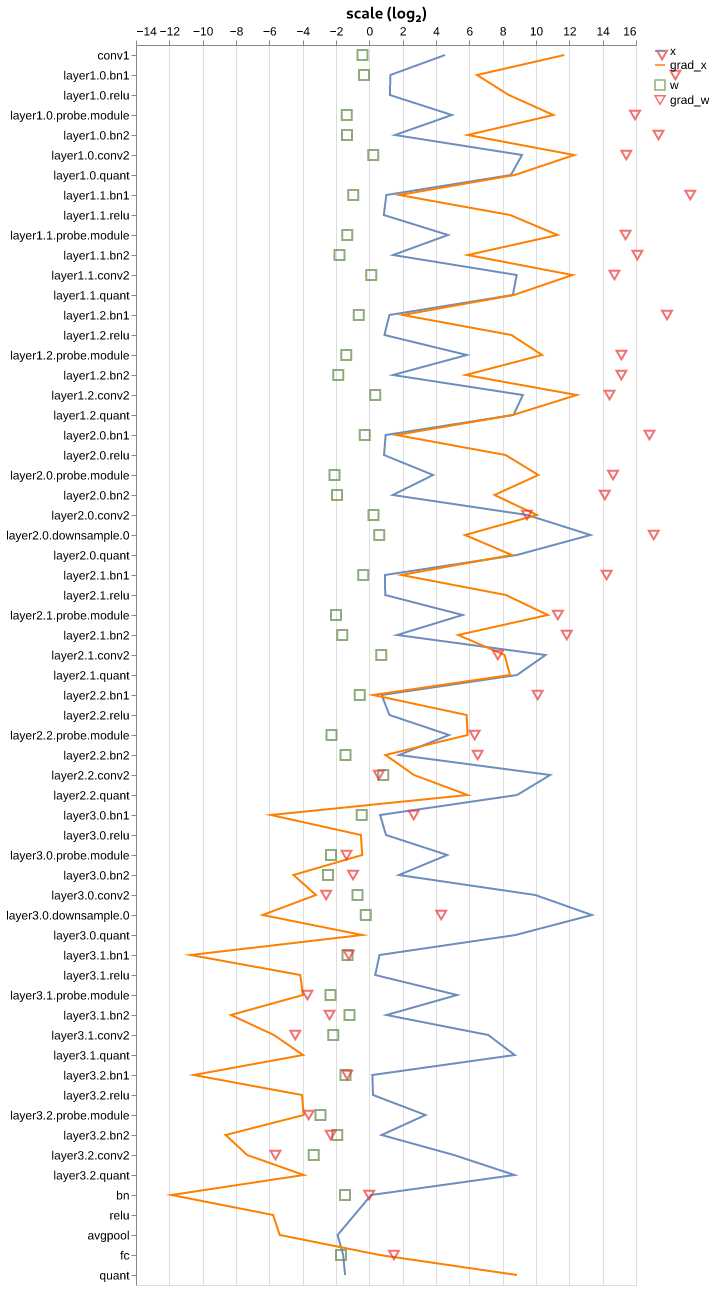 scale (log₂)
−14 −12 −10 −8 −6 −4 −2 0 2 4 6 8 10 12 14 16
x
grad_x
w
grad_w
conv1
layer1.0.bn1
layer1.0.relu
layer1.0.probe.module
layer1.0.bn2
layer1.0.conv2
layer1.0.quant
layer1.1.bn1
layer1.1.relu
layer1.1.probe.module
layer1.1.bn2
layer1.1.conv2
layer1.1.quant
layer1.2.bn1
layer1.2.relu
layer1.2.probe.module
layer1.2.bn2
layer1.2.conv2
layer1.2.quant
layer2.0.bn1
layer2.0.relu
layer2.0.probe.module
layer2.0.bn2
layer2.0.conv2
layer2.0.downsample.0
layer2.0.quant
layer2.1.bn1
layer2.1.relu
layer2.1.probe.module
layer2.1.bn2
layer2.1.conv2
layer2.1.quant
layer2.2.bn1
layer2.2.relu
layer2.2.probe.module
layer2.2.bn2
layer2.2.conv2
layer2.2.quant
layer3.0.bn1
layer3.0.relu
layer3.0.probe.module
layer3.0.bn2
layer3.0.conv2
layer3.0.downsample.0
layer3.0.quant
layer3.1.bn1
layer3.1.relu
layer3.1.probe.module
layer3.1.bn2
layer3.1.conv2
layer3.1.quant
layer3.2.bn1
layer3.2.relu
layer3.2.probe.module
layer3.2.bn2
layer3.2.conv2
layer3.2.quant
bn
relu
avgpool
fc
quant